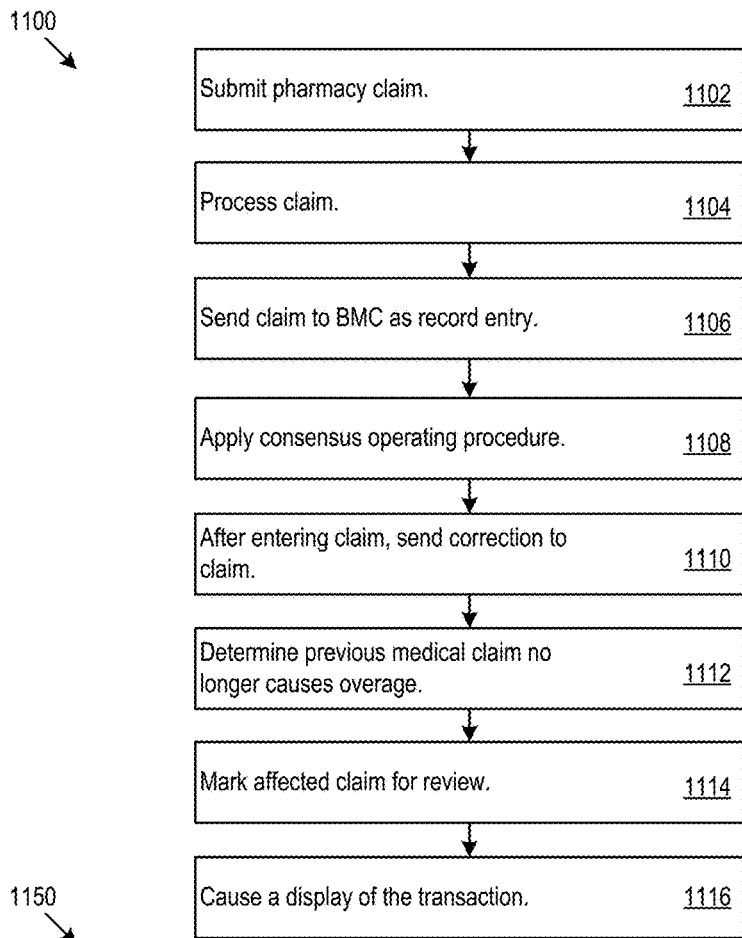 1100
Submit pharmacy claim. 1102
Process claim. 1104
Send claim to BMC as record entry. 1106
Apply consensus operating procedure. 1108
After entering claim, send correction to
claim. 1110
Determine previous medical claim no
longer causes overage. 1112
Mark affected claim for review. 1114
1150
Cause a display of the transaction. 1116